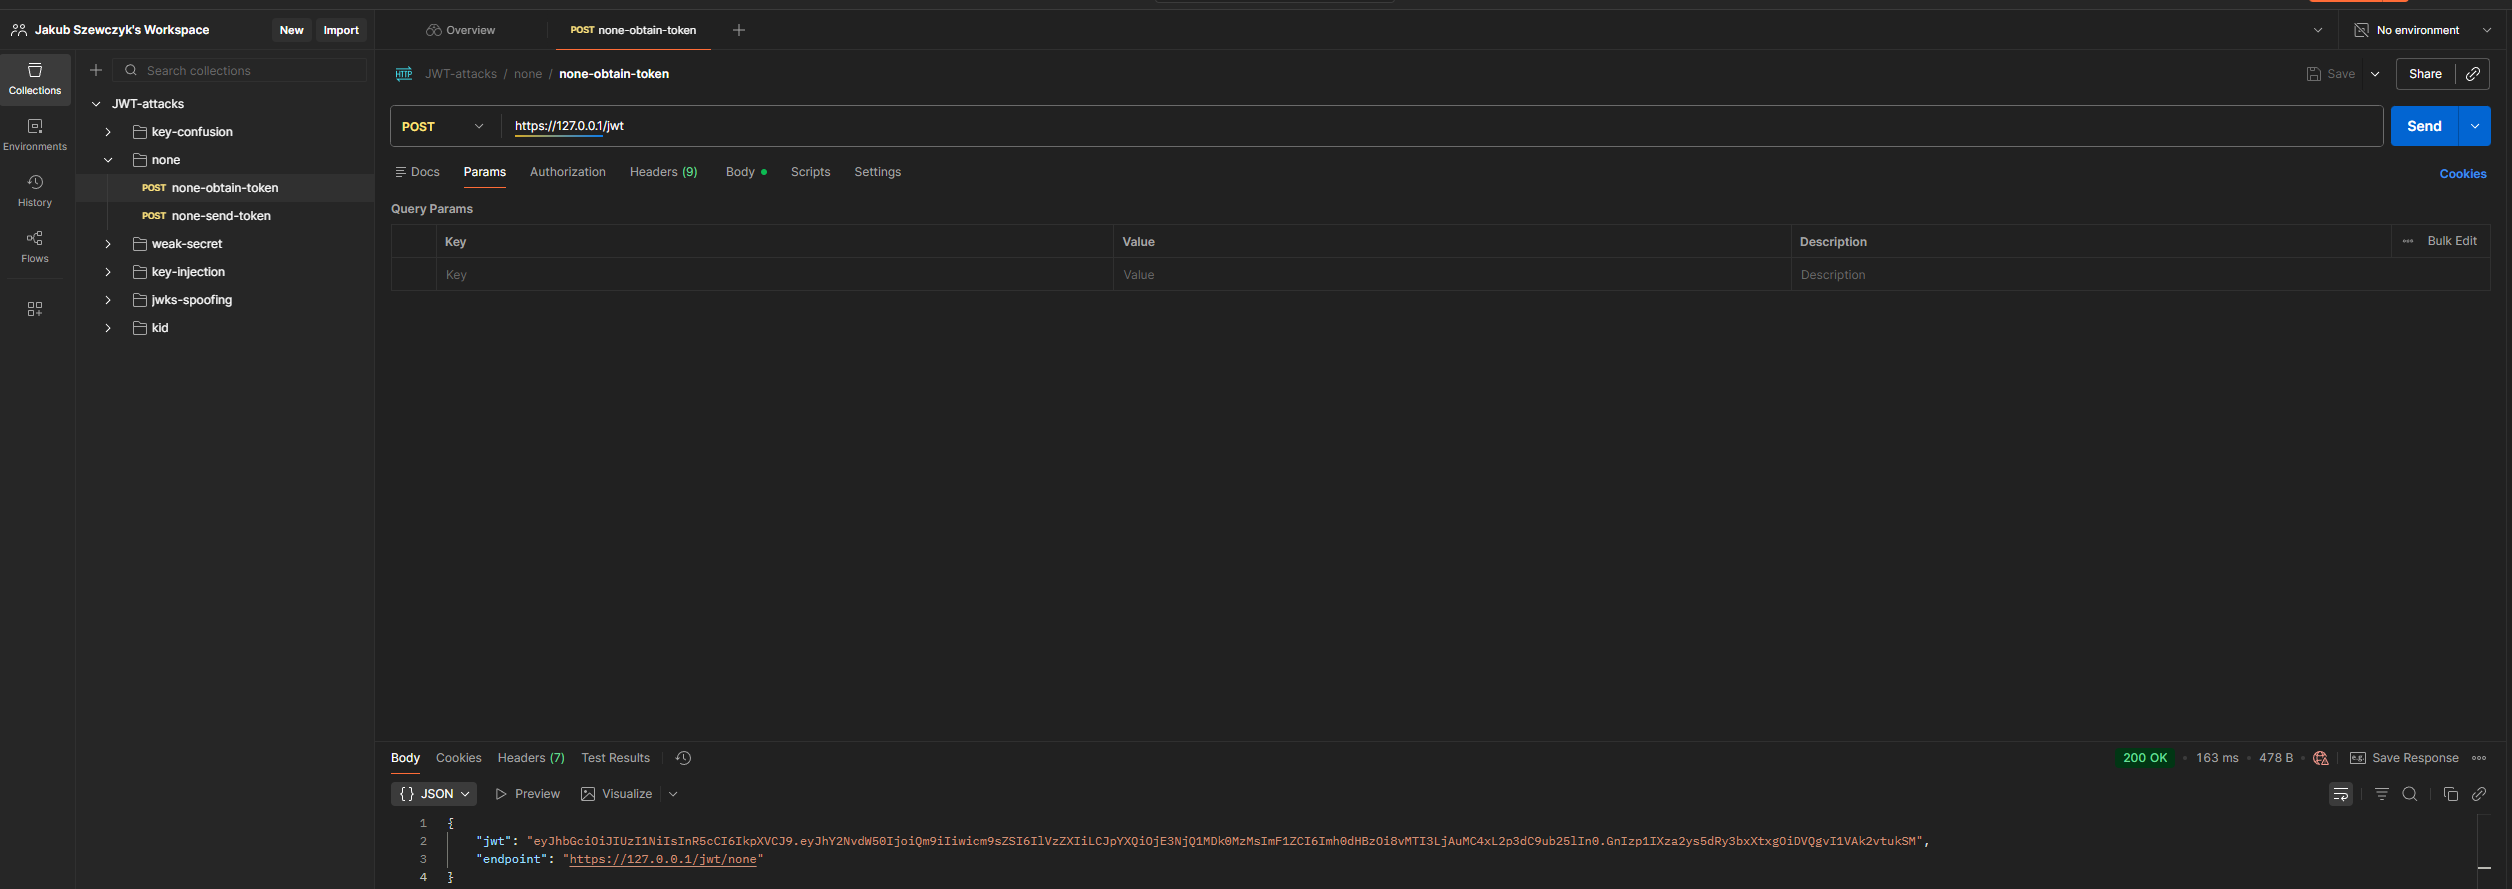 Jakub Szewczyk's Workspace
New
Import
Overview
POST none-obtain-token
No environment
Collections
Environments
History
Flows
Search collections
JWT-attacks
key-confusion
none
POST none-obtain-token
POST none-send-token
weak-secret
key-injection
jwks-spoofing
kid
HTTP JWT-attacks / none / none-obtain-token
Save
Share
POST
https://127.0.0.1/jwt
Send
Docs Params Authorization Headers (9) Body Scripts Settings
Cookies
Query Params
Key Value Description Bulk Edit
Key Value Description
Body Cookies Headers (7) Test Results
200 OK • 163 ms • 478 B
e.g. Save Response
{} JSON Preview Visualize
1 {
2 "jwt": "eyJhbGciOiJIUzI1NiIsInR5cCI6IkpXVCJ9.eyJhY2NvdW50IjoiQm9iIiwicm9sZSI6IlVzZXIiLCJpYXQiOjE3NjQ1MDk0MzMsImF1ZCI6Imh0dHBzOi8vMTI3LjAuMC4xL2p3dC9ub25lIn0.GnIzp1IXza2ys5dRy3bxXtxgOiDVQgvI1VAk2vtukSM",
3 "endpoint": "https://127.0.0.1/jwt/none"
4 }